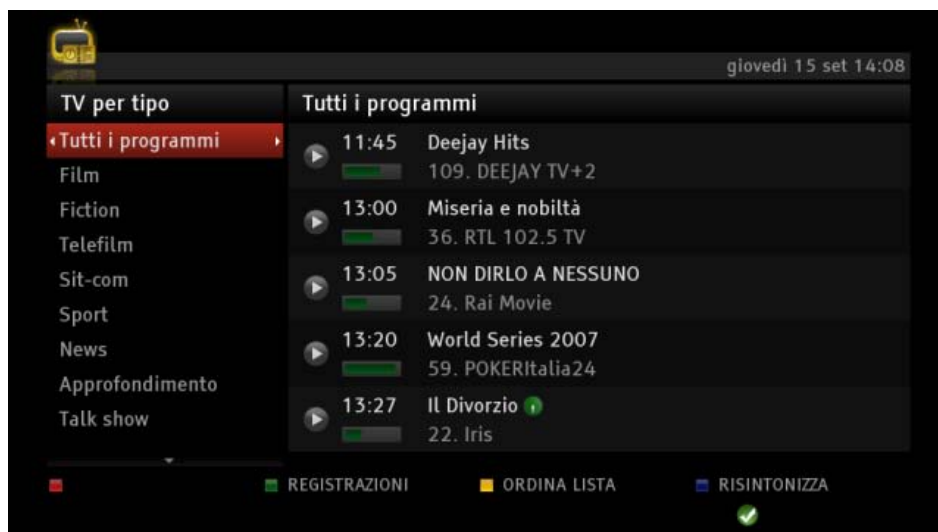 giovedì 15 set 14:08
TV per tipo
Tutti i programmi
Film
Fiction
Telefilm
Sit-com
Sport
News
Approfondimento
Talk show
Tutti i programmi
11:45 Deejay Hits
109. DEEJAY TV+2
13:00 Miseria e nobiltà
36. RTL 102.5 TV
13:05 NON DIRLO A NESSUNO
24. Rai Movie
13:20 World Series 2007
59. POKERItalia24
13:27 Il Divorzio
22. Iris
REGISTRAZIONI ORDINA LISTA RISINTONIZZA